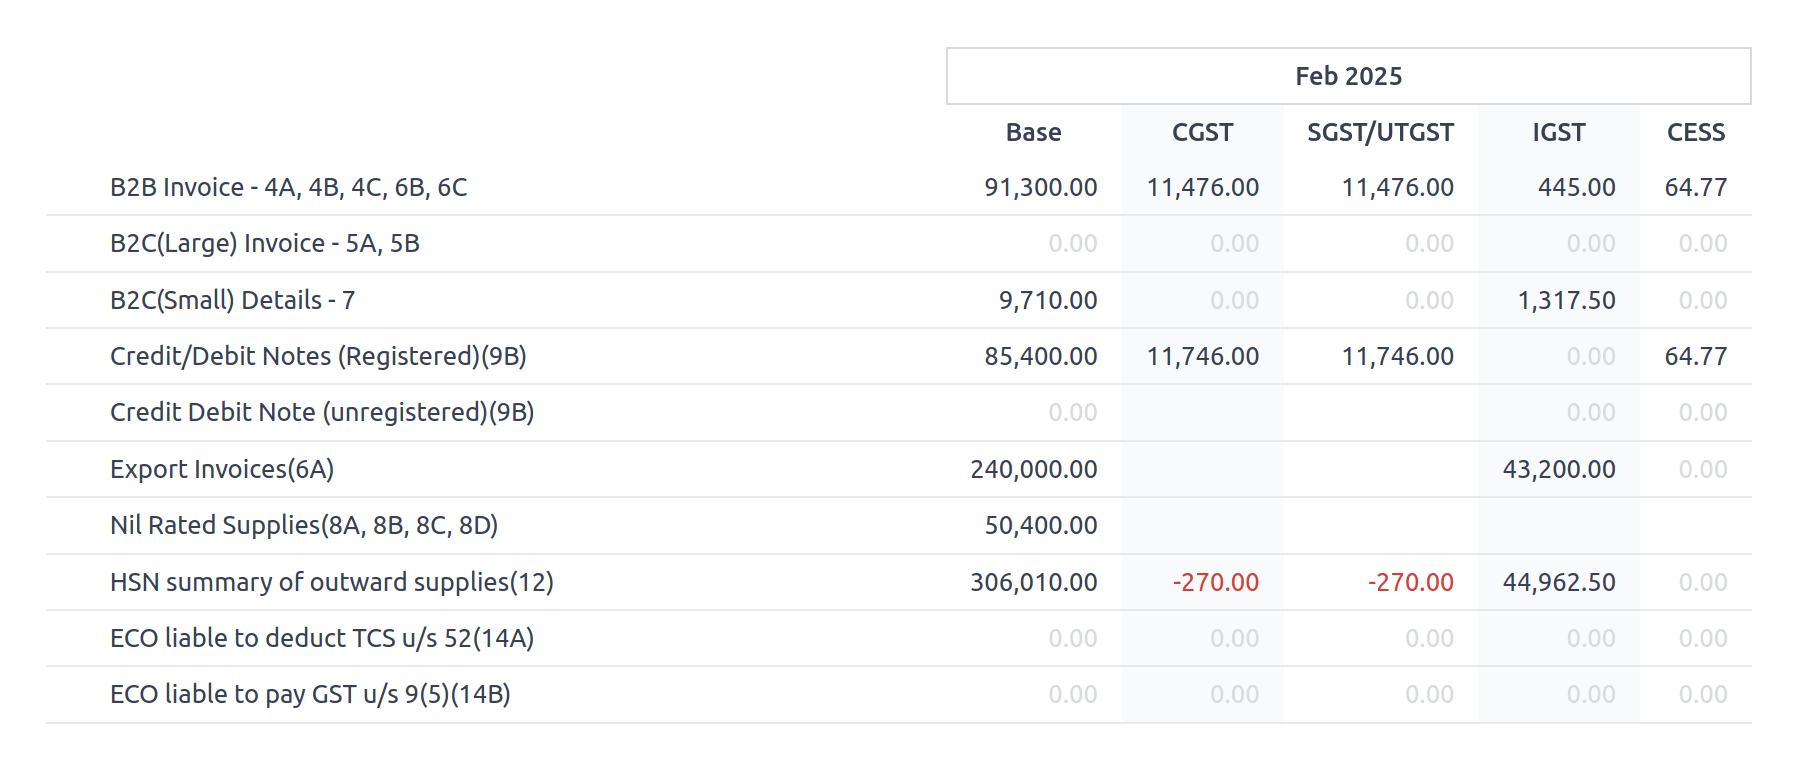 Feb 2025
Base CGST SGST/UTGST IGST CESS
B2B Invoice - 4A, 4B, 4C, 6B, 6C 91,300.00 11,476.00 11,476.00 445.00 64.77
B2C(Large) Invoice - 5A, 5B 0.00 0.00 0.00 0.00 0.00
B2C(Small) Details - 7 9,710.00 0.00 0.00 1,317.50 0.00
Credit/Debit Notes (Registered)(9B) 85,400.00 11,746.00 11,746.00 0.00 64.77
Credit Debit Note (unregistered)(9B) 0.00 0.00 0.00
Export Invoices(6A) 240,000.00 43,200.00 0.00
Nil Rated Supplies(8A, 8B, 8C, 8D) 50,400.00
HSN summary of outward supplies(12) 306,010.00 -270.00 -270.00 44,962.50 0.00
ECO liable to deduct TCS u/s 52(14A) 0.00 0.00 0.00 0.00 0.00
ECO liable to pay GST u/s 9(5)(14B) 0.00 0.00 0.00 0.00 0.00